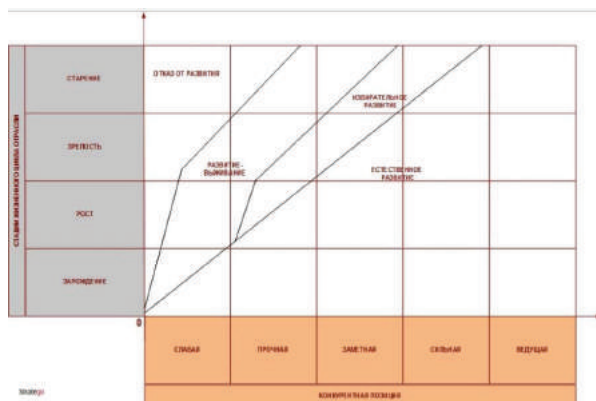 СТАДИИ ЖИЗНЕННОГО ЦИКЛА ОТРАСЛИ
СТАРЕНИЕ
ЗРЕЛОСТЬ
РОСТ
ЗАРОЖДЕНИЕ
ОТКАЗ ОТ РАЗВИТИЯ
ИЗБИРАТЕЛЬНОЕ
РАЗВИТИЕ
РАЗВИТИЕ-
ВЫЖИВАНИЕ
ЕСТЕСТВЕННОЕ
РАЗВИТИЕ
0
СЛАБАЯ
ПРОЧНАЯ
ЗАМЕТНАЯ
СИЛЬНАЯ
ВЕДУЩАЯ
КОНКУРЕНТНАЯ ПОЗИЦИЯ